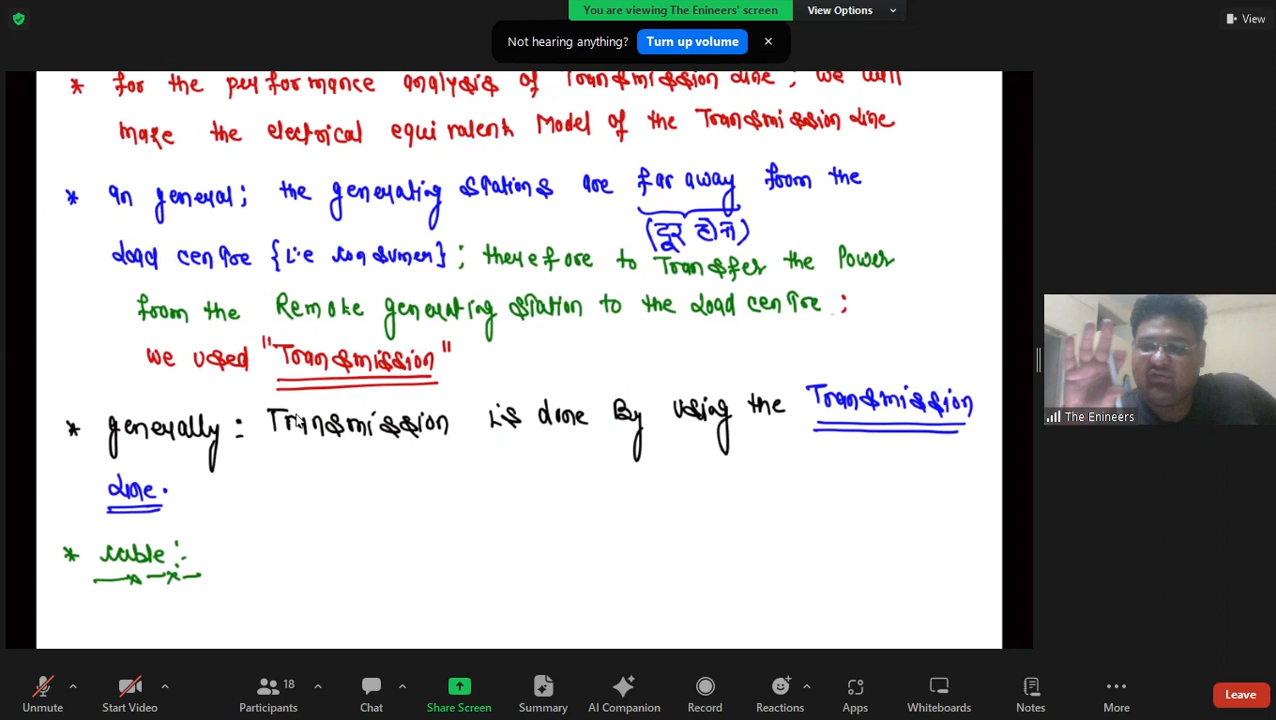 You are viewing The Enineers' screen
View Options
View
Not hearing anything?
Turn up volume
* for the performance analysis of Transmission Line; we will
make the electrical equivalent Model of the Transmission Line
* In general; the generating stations are far away from the
(दूर होना)
Load centre {i.e consumer}; therefore to Transfer the Power
from the Remote generating station to the Load centre;
we used "Transmission"
* generally: Transmission is done By using the Transmission
Line.
* cable:-
The Enineers
Unmute
Start Video
18
Participants
Chat
Share Screen
Summary
AI Companion
Record
Reactions
Apps
Whiteboards
Notes
More
Leave